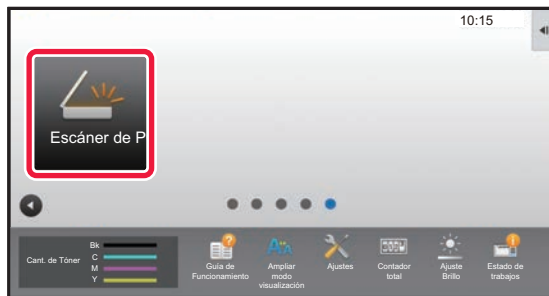 10:15
Escáner de P
Bk
Cant. de Tóner
C
M
Y
Guía de
Funcionamiento
Ampliar
modo
visualización
Ajustes
Contador
total
Ajuste
Brillo
Estado de
trabajos